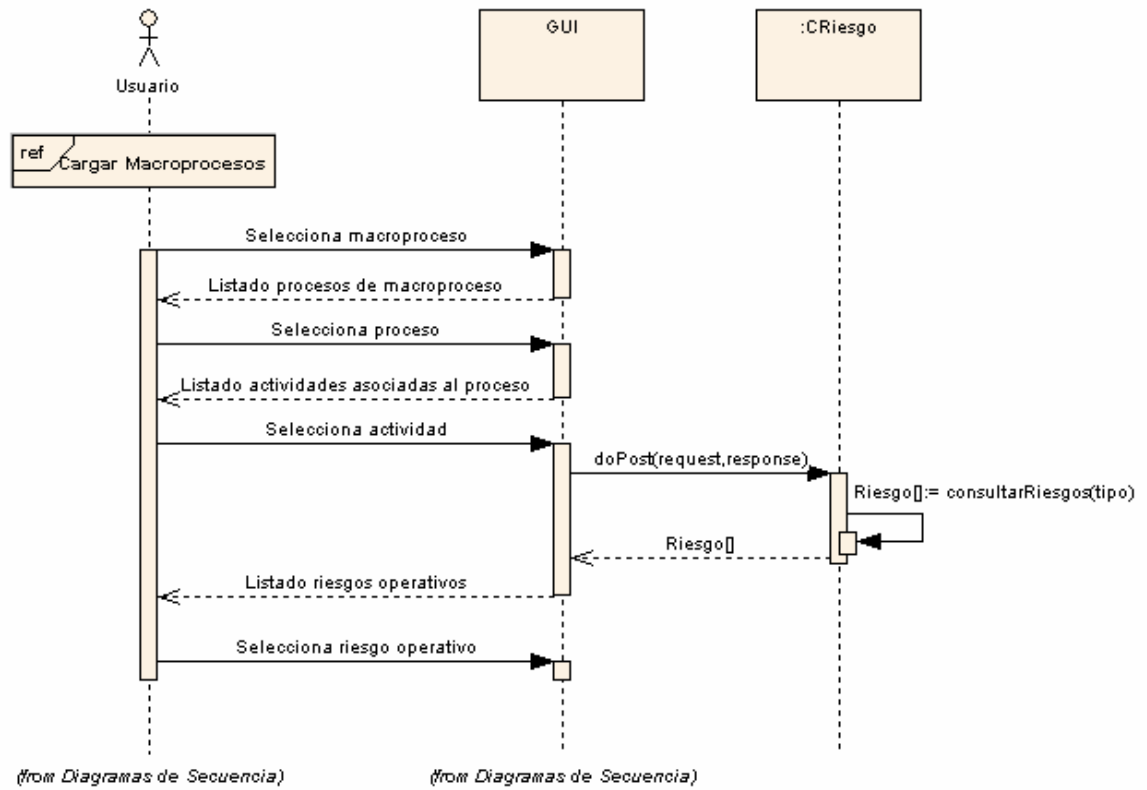 GUI
:CRiesgo
Usuario
ref
Cargar Macroprocesos
Selecciona macroproceso
Listado procesos de macroproceso
Selecciona proceso
Listado actividades asociadas al proceso
Selecciona actividad
doPost(request,response)
Riesgo[]:= consultarRiesgos(tipo)
Riesgo[]
Listado riesgos operativos
Selecciona riesgo operativo
(from Diagramas de Secuencia)
(from Diagramas de Secuencia)